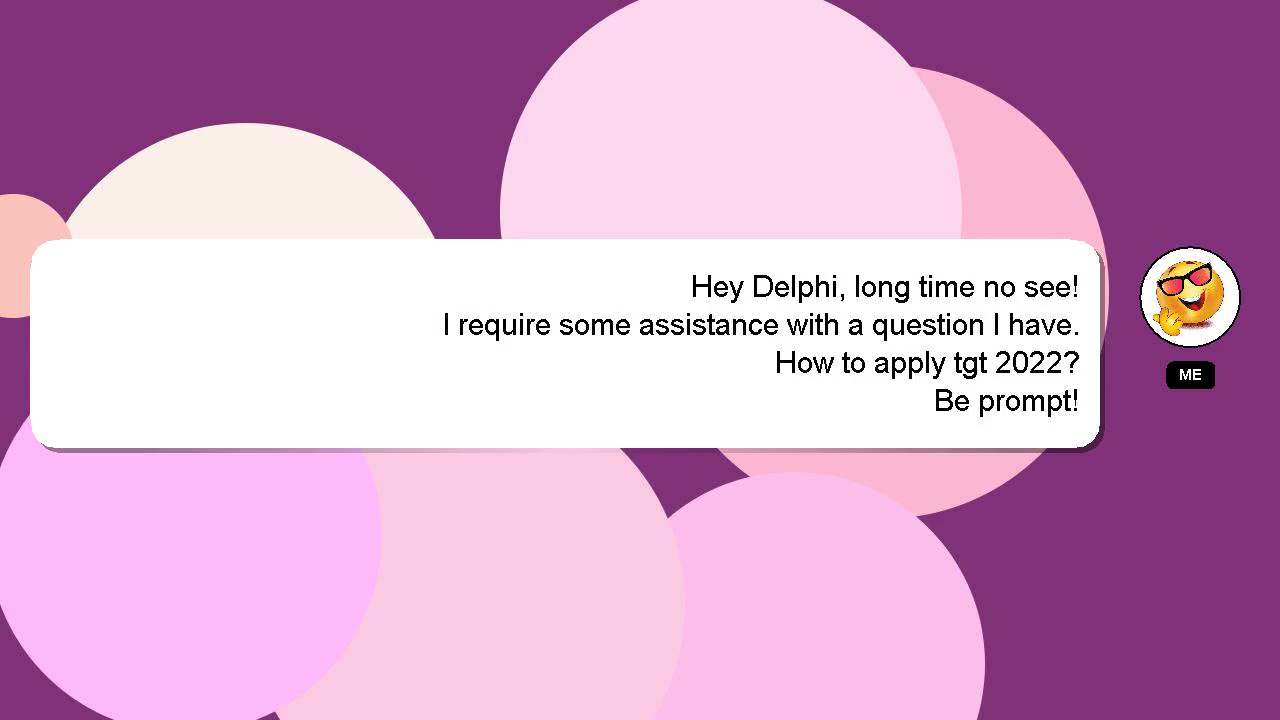 Hey Delphi, long time no see!
I require some assistance with a question I have.
How to apply tgt 2022?
Be prompt!
ME